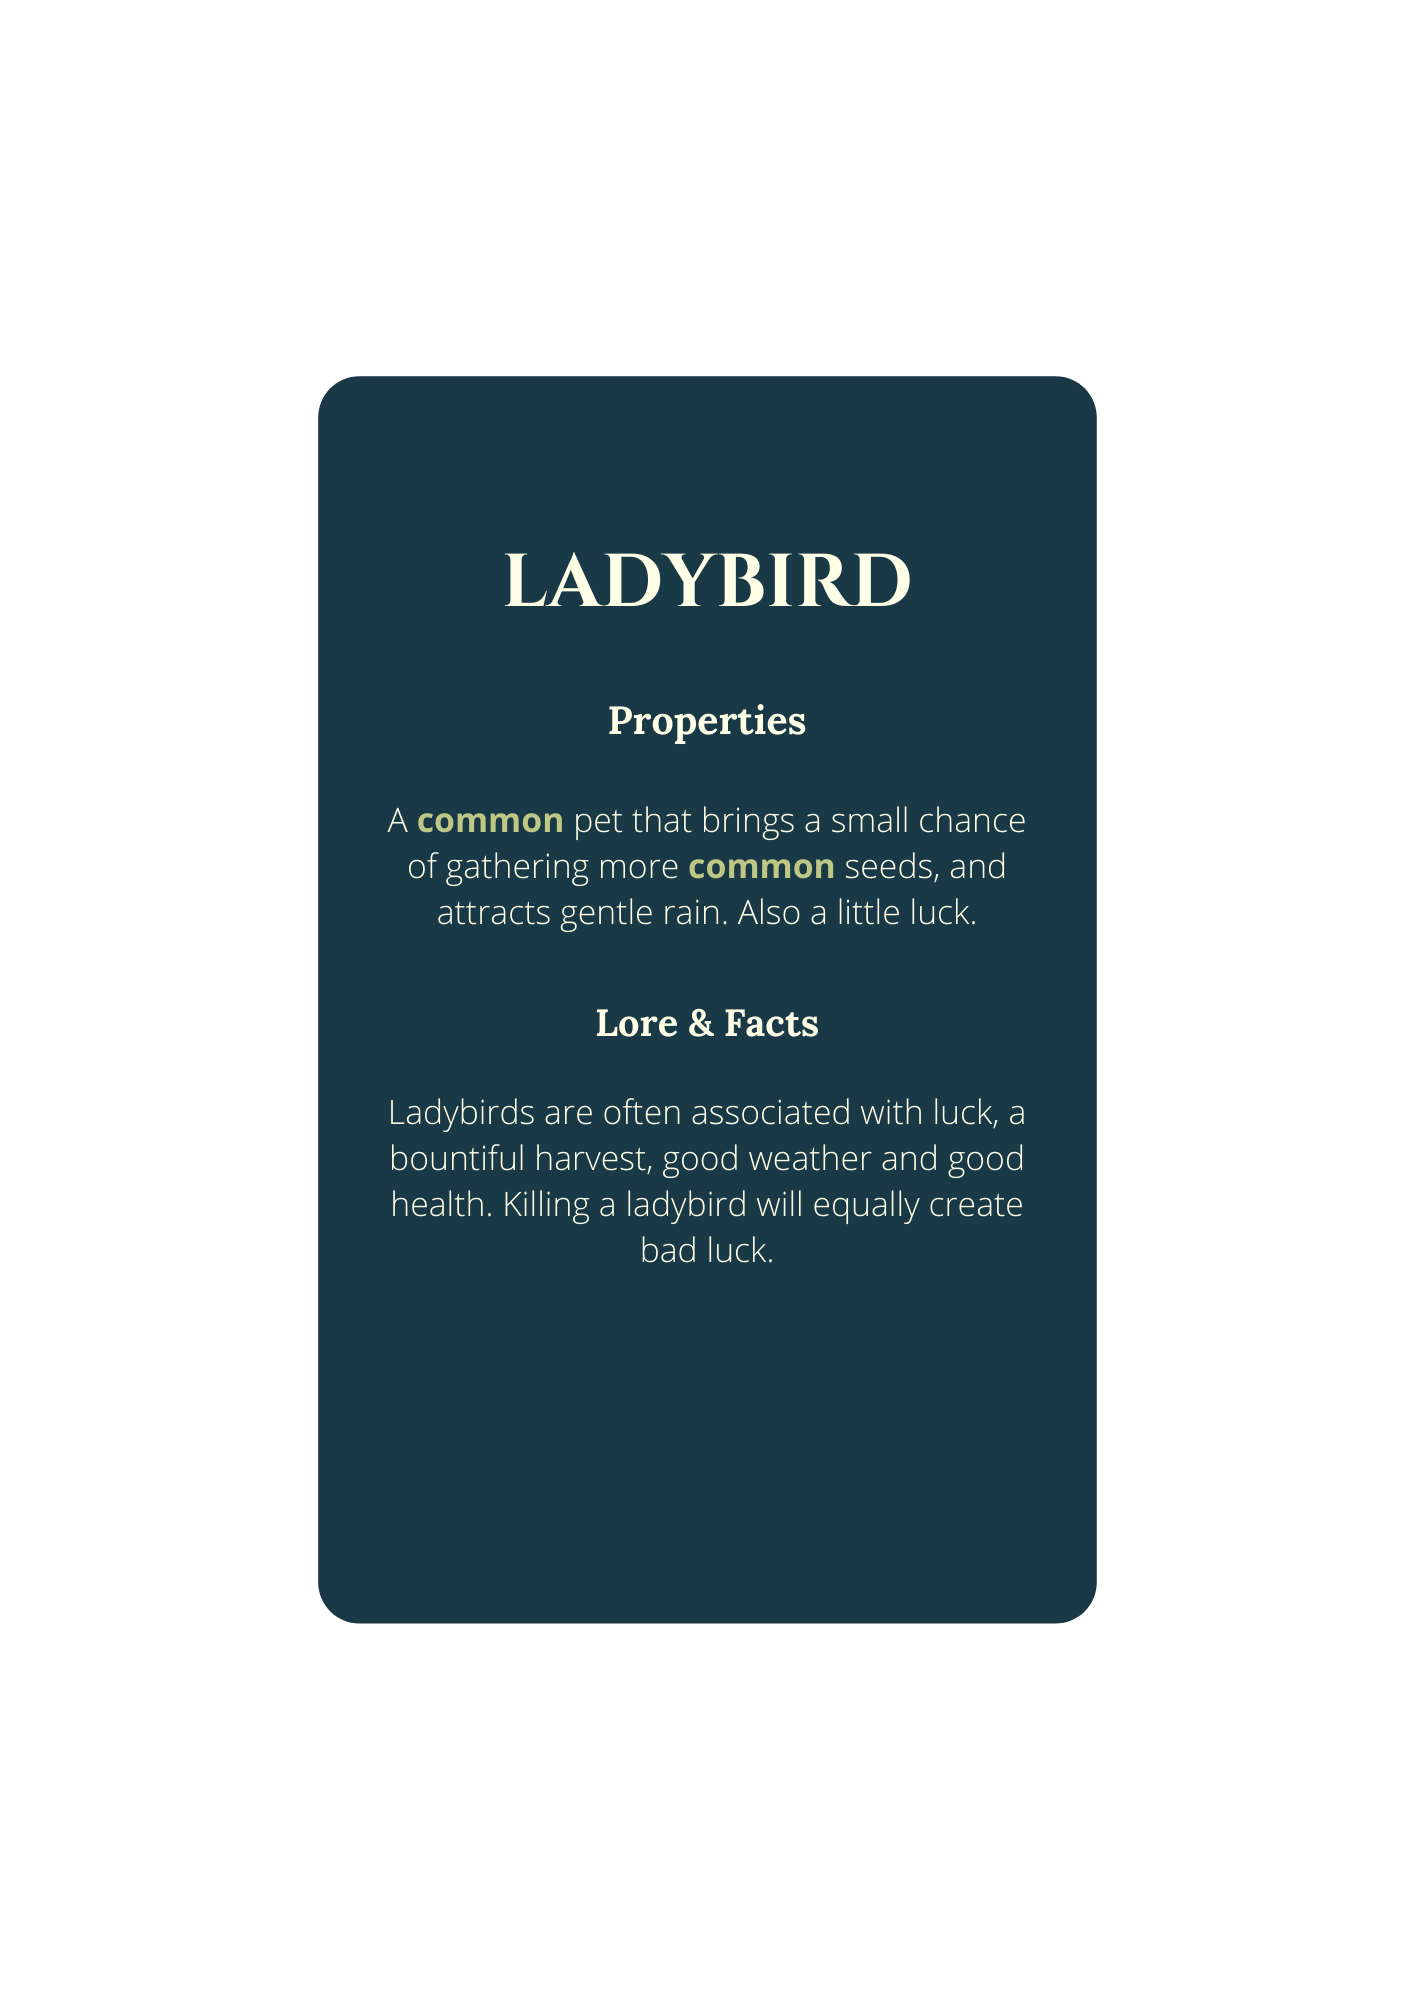 LADYBIRD
Properties
A common pet that brings a small chance
of gathering more common seeds, and
attracts gentle rain. Also a little luck.
Lore & Facts
Ladybirds are often associated with luck, a
bountiful harvest, good weather and good
health. Killing a ladybird will equally create
bad luck.